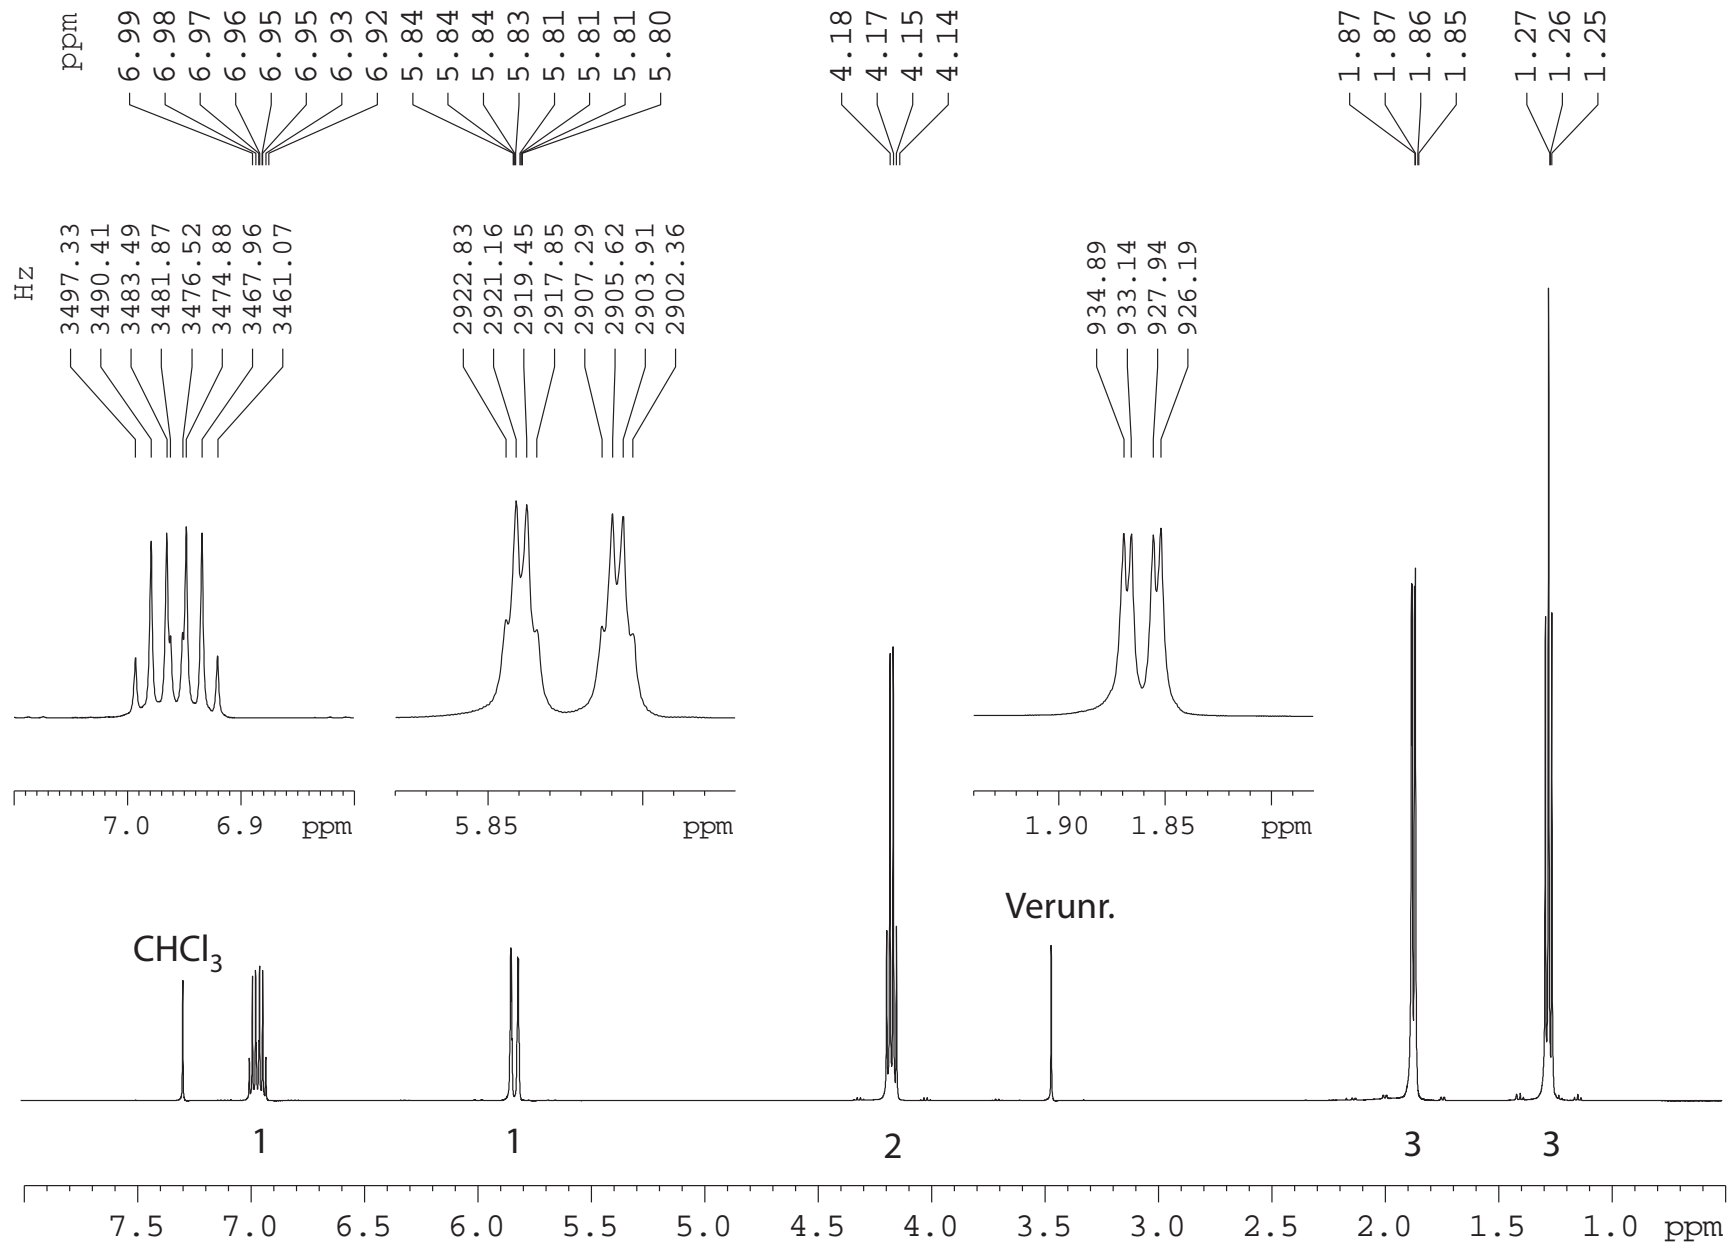 ppm 6.99 6.98 6.97 6.96 6.95 6.95 6.93 6.92 5.84 5.84 5.84 5.83 5.81 5.81 5.81 5.80 4.18 4.17 4.15 4.14 1.87 1.87 1.86 1.85 1.27 1.26 1.25
Hz 3497.33 3490.41 3483.49 3481.87 3476.52 3474.88 3467.96 3461.07 2922.83 2921.16 2919.45 2917.85 2907.29 2905.62 2903.91 2902.36 934.89 933.14 927.94 926.19
7.0 6.9 ppm 5.85 ppm 1.90 1.85 ppm
Verunr.
CHCl3
1 1 2 3 3
7.5 7.0 6.5 6.0 5.5 5.0 4.5 4.0 3.5 3.0 2.5 2.0 1.5 1.0 ppm